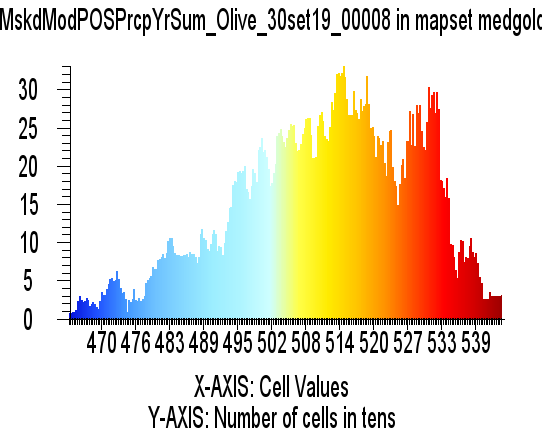 MskdModPOSPrcpYrSum_Olive_30set19_00008 in mapset medgold
30
25
20
15
10
5
0
470 476 483 489 495 502 508 514 520 527 533 539
X-AXIS: Cell Values
Y-AXIS: Number of cells in tens